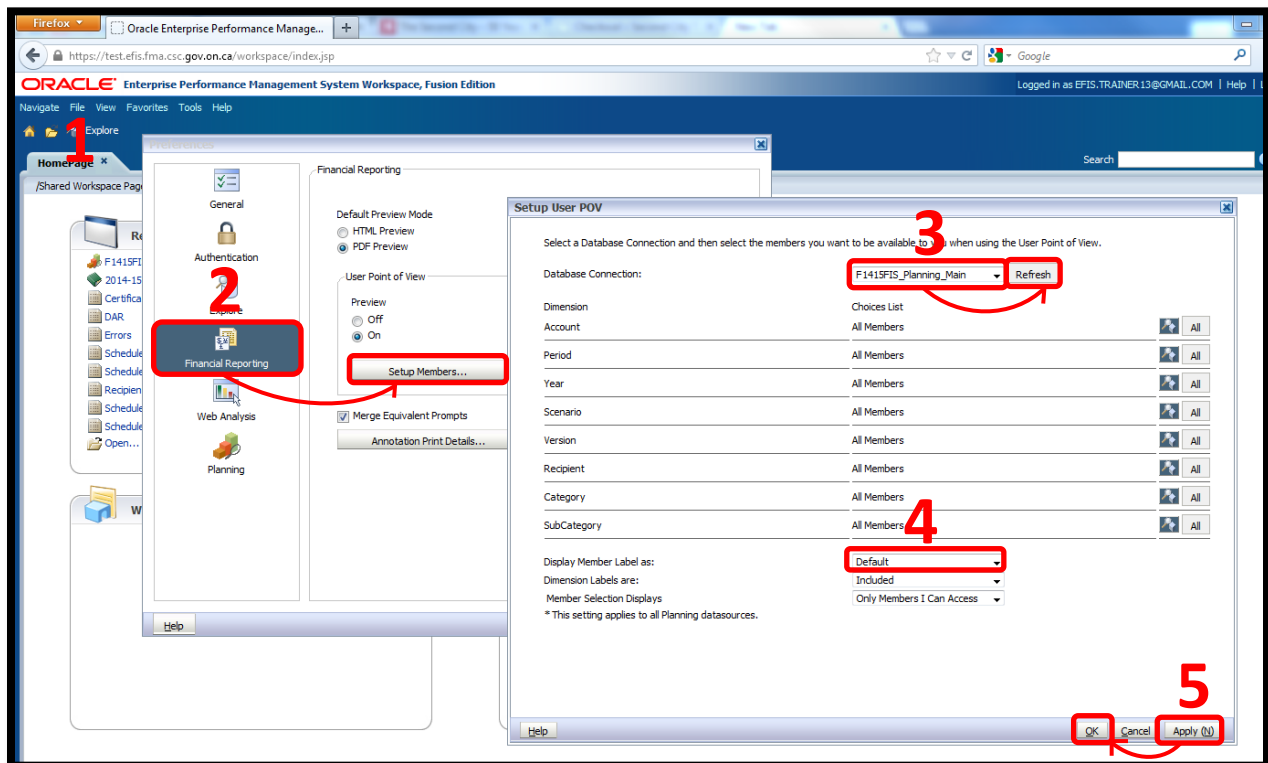 Firefox
Oracle Enterprise Performance Manage...
+
https://test.efis.fma.csc.gov.on.ca/workspace/index.jsp
Google
ORACLE Enterprise Performance Management System Workspace, Fusion Edition
Logged in as EFIS.TRAINER13@GMAIL.COM | Help |
Navigate File View Favorites Tools Help
Explore
1
HomePage ×
Search
/Shared Workspace Pag
Preferences
General
Authentication
Explore
2
Financial Reporting
Web Analysis
Planning
Help
Financial Reporting
Default Preview Mode
HTML Preview
PDF Preview
User Point of View
Preview
Off
On
Setup Members...
Merge Equivalent Prompts
Annotation Print Details...
Re
F1415FI
2014-15
Certifica
DAR
Errors
Schedule
Schedule
Recipien
Schedule
Schedule
Open...
W
Setup User POV
3
Select a Database Connection and then select the members you want to be available to you when using the User Point of View.
Database Connection: F1415FIS_Planning_Main Refresh
Dimension Choices List
Account All Members All
Period All Members All
Year All Members All
Scenario All Members All
Version All Members All
Recipient All Members All
Category All Members All
SubCategory All Members All
4
Display Member Label as: Default
Dimension Labels are: Included
Member Selection Displays Only Members I Can Access
* This setting applies to all Planning datasources.
5
Help OK Cancel Apply (N)